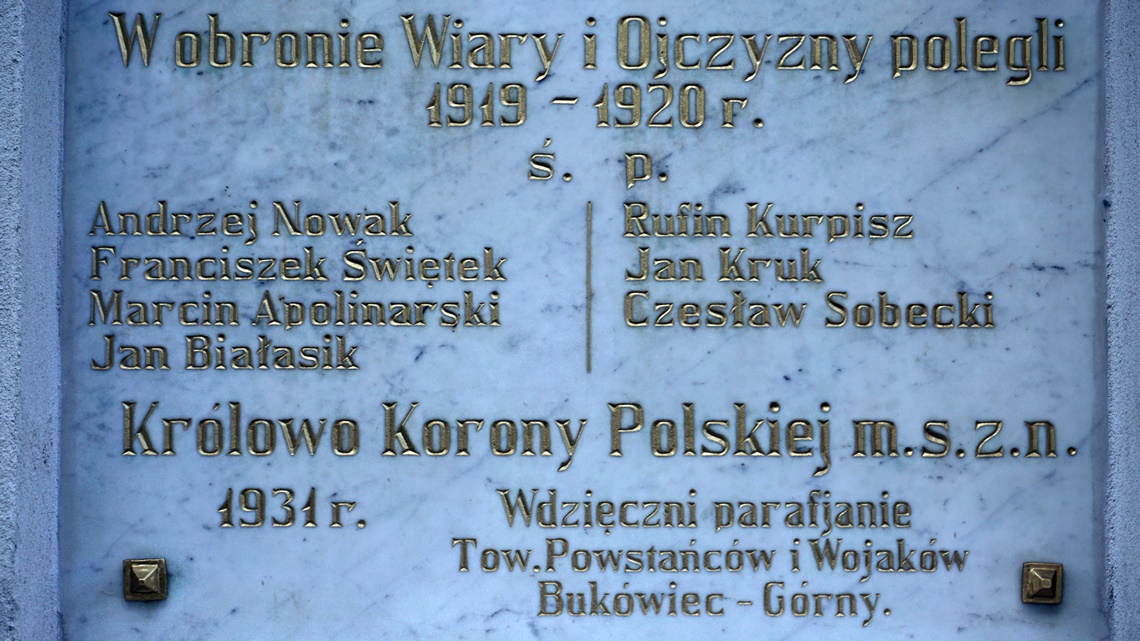 W obronie Wiary i Ojczyzny polegli
1919 - 1920 r.
ś. p.
Andrzej Nowak
Franciszek Świętek
Marcin Apolinarski
Jan Białasik
Rufin Kurpisz
Jan Kruk
Czesław Sobecki
Królowo Korony Polskiej m.s.z.n.
1931 r.
Wdzięczni parafjanie
Tow. Powstańców i Wojaków
Bukówiec - Górny.